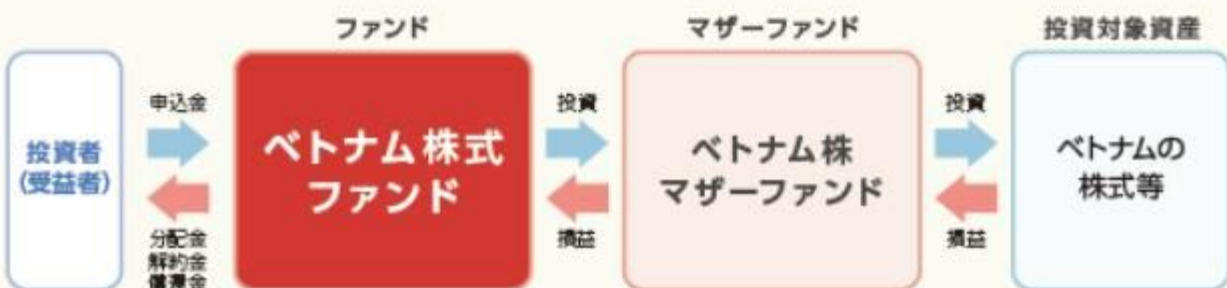 ファンド
マザーファンド
投資対象資産
投資者
(受益者)
申込金
分配金
解約金
償還金
ベトナム株式
ファンド
投資
損益
ベトナム株
マザーファンド
投資
損益
ベトナムの
株式等